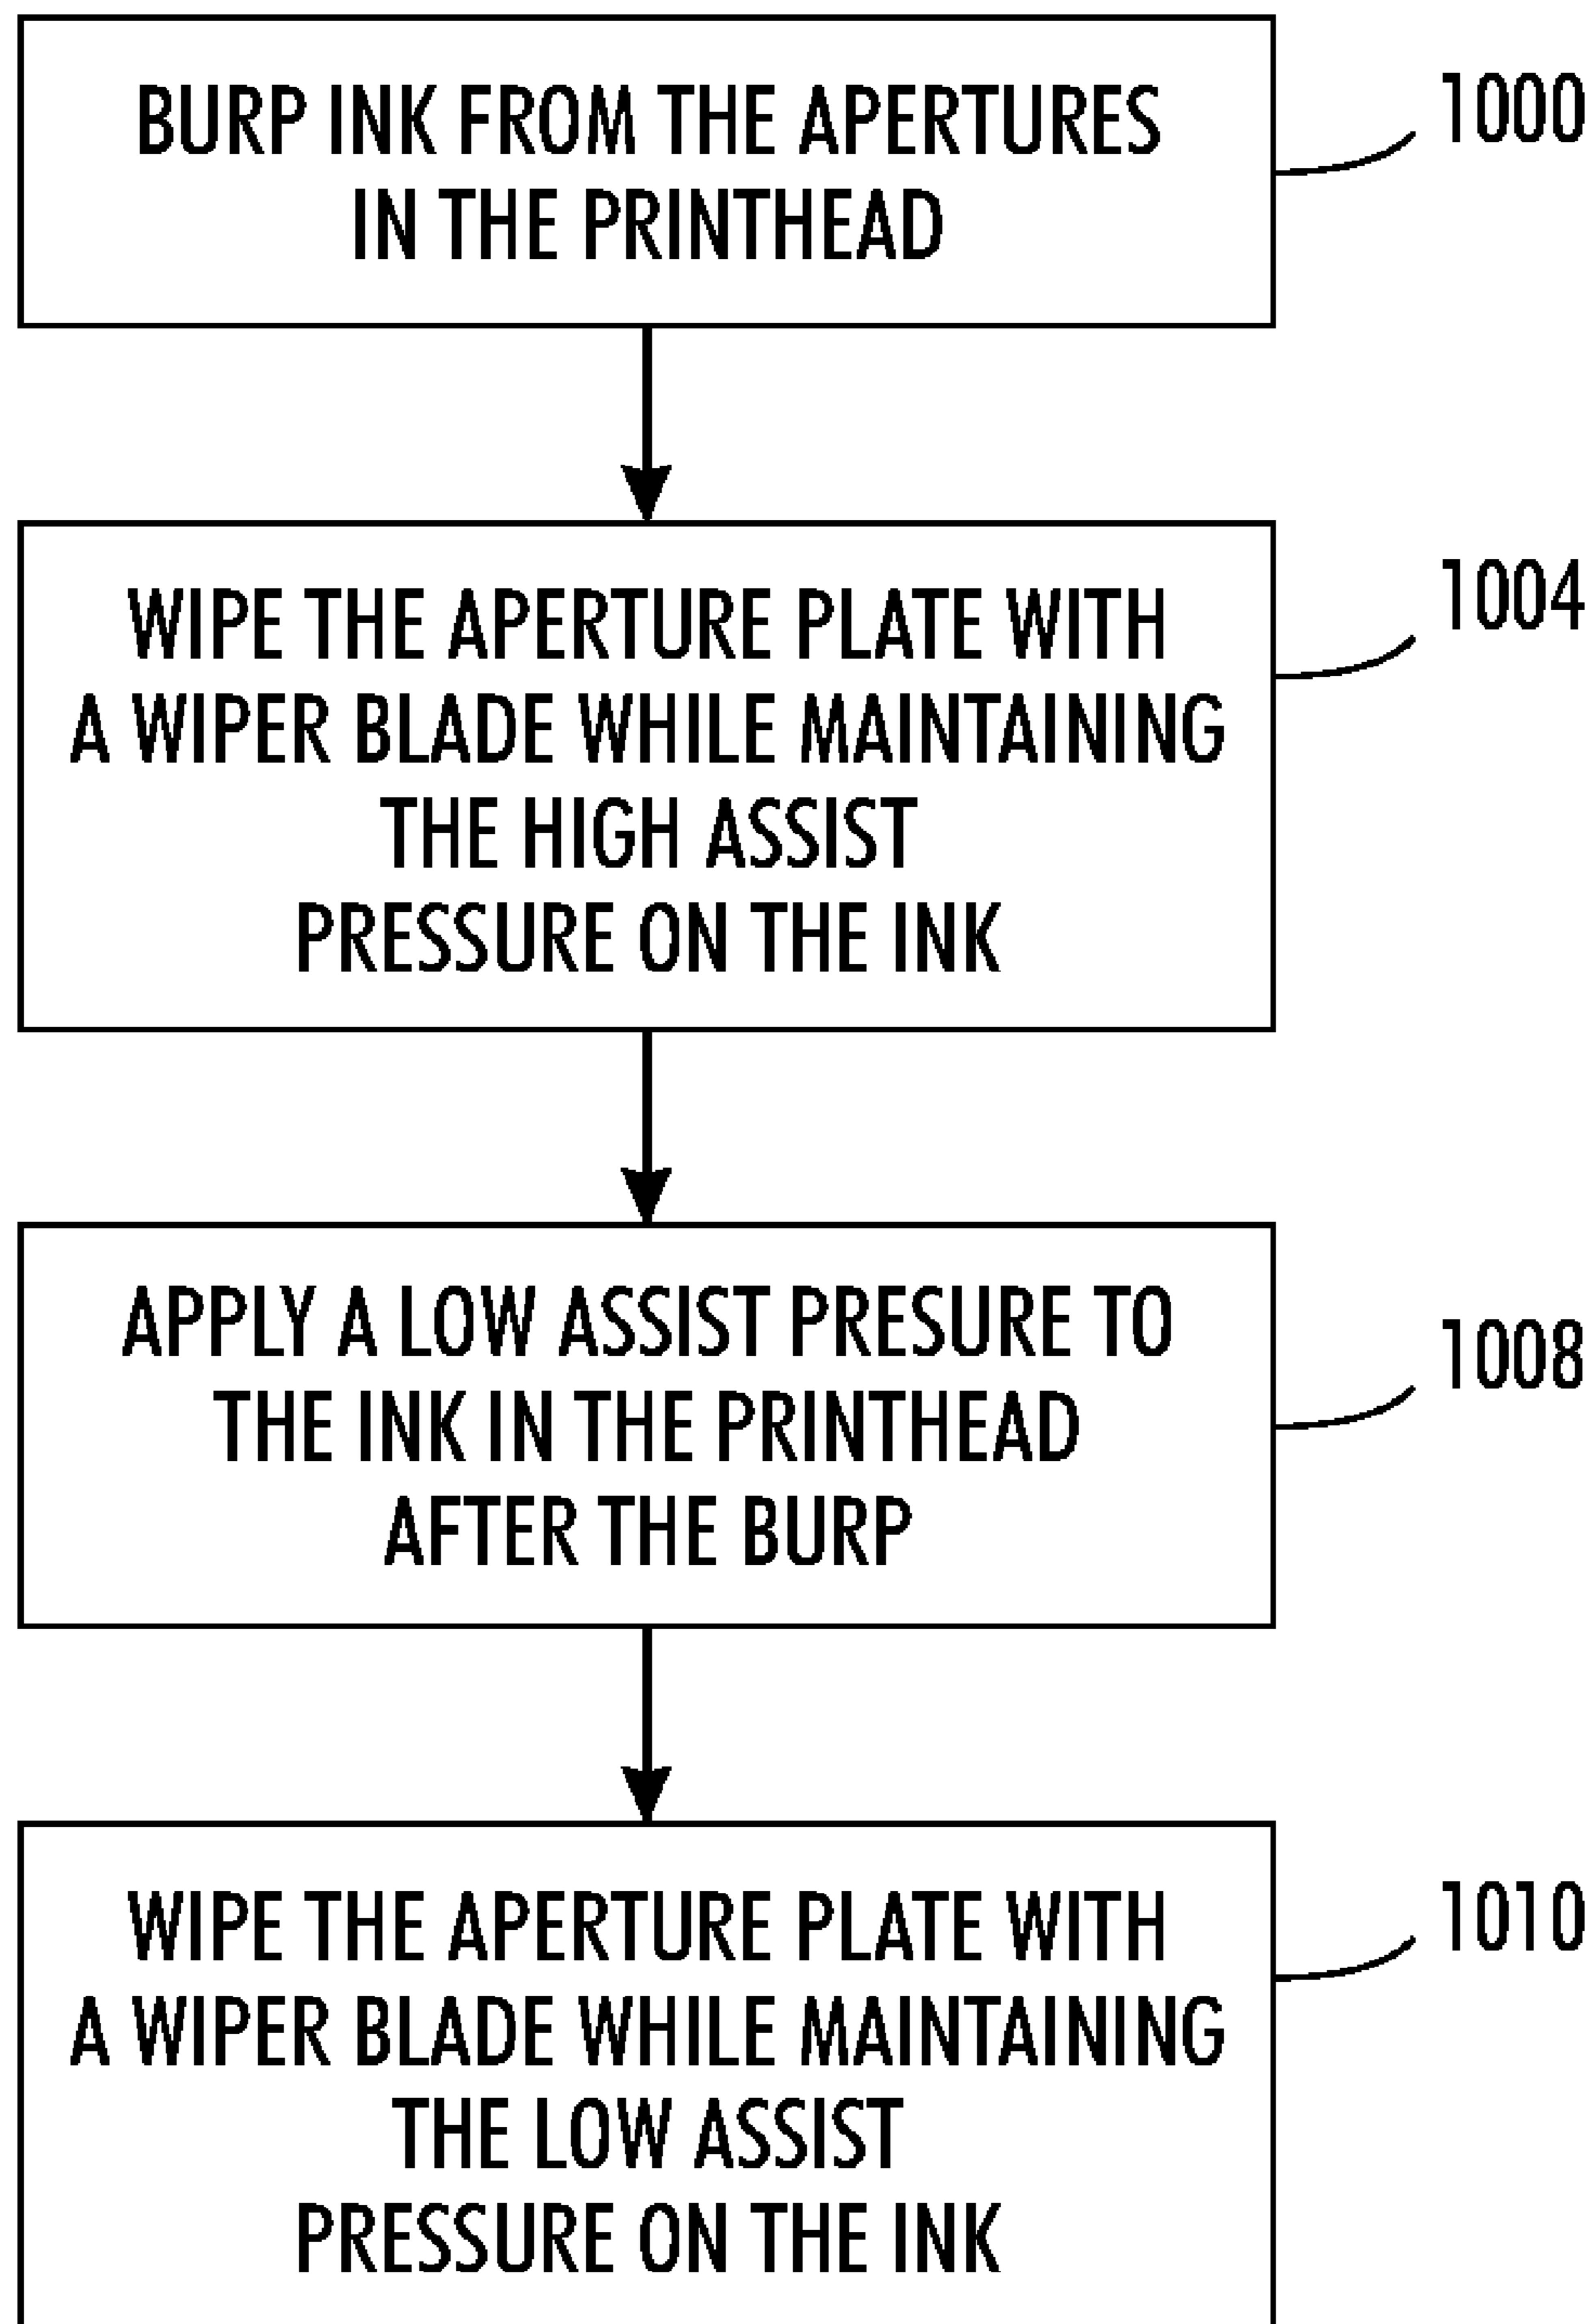 BURP INK FROM THE APERTURES
IN THE PRINTHEAD
1000
WIPE THE APERTURE PLATE WITH
A WIPER BLADE WHILE MAINTAINING
THE HIGH ASSIST
PRESSURE ON THE INK
1004
APPLY A LOW ASSIST PRESURE TO
THE INK IN THE PRINTHEAD
AFTER THE BURP
1008
WIPE THE APERTURE PLATE WITH
A WIPER BLADE WHILE MAINTAINING
THE LOW ASSIST
PRESSURE ON THE INK
1010